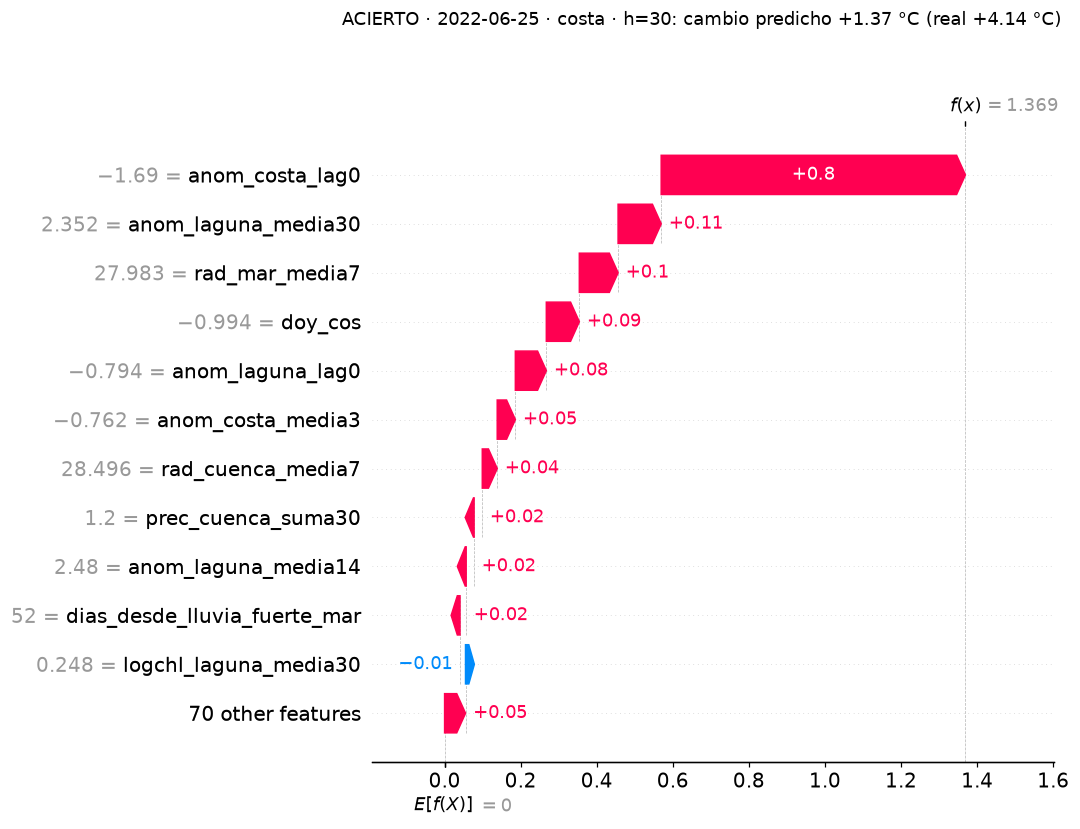 ACIERTO · 2022-06-25 · costa · h=30: cambio predicho +1.37 °C (real +4.14 °C)
f(x) = 1.369
−1.69 = anom_costa_lag0 +0.8
2.352 = anom_laguna_media30 +0.11
27.983 = rad_mar_media7 +0.1
−0.994 = doy_cos +0.09
−0.794 = anom_laguna_lag0 +0.08
−0.762 = anom_costa_media3 +0.05
28.496 = rad_cuenca_media7 +0.04
1.2 = prec_cuenca_suma30 +0.02
2.48 = anom_laguna_media14 +0.02
52 = dias_desde_lluvia_fuerte_mar +0.02
0.248 = logchl_laguna_media30 −0.01
70 other features +0.05
0.0 0.2 0.4 0.6 0.8 1.0 1.2 1.4 1.6
E[f(X)] = 0